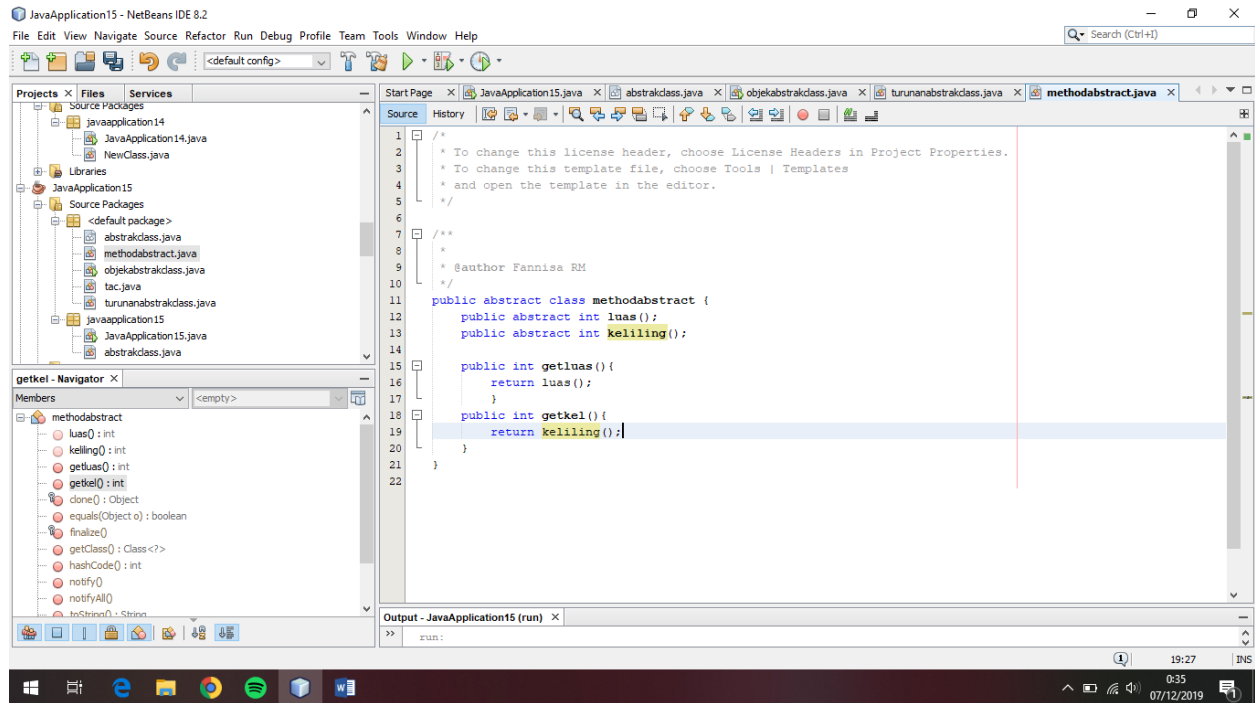 JavaApplication15 - NetBeans IDE 8.2
File Edit View Navigate Source Refactor Run Debug Profile Team Tools Window Help
Search (Ctrl+I)
<default config>
Projects Files Services
Source Packages
javaapplication14
JavaApplication14.java
NewClass.java
Libraries
JavaApplication15
Source Packages
<default package>
abstrakclass.java
methodabstract.java
objekabstrakclass.java
tac.java
turunanabstrakclass.java
javaapplication15
JavaApplication15.java
abstrakclass.java
getkel - Navigator
Members <empty>
methodabstract
luas() : int
keliling() : int
getluas() : int
getkel() : int
clone() : Object
equals(Object o) : boolean
finalize()
getClass() : Class<?>
hashCode() : int
notify()
notifyAll()
toString() : String
Start Page JavaApplication15.java abstrakclass.java objekabstrakclass.java turunanabstrakclass.java methodabstract.java
Source History
1 /*
2 * To change this license header, choose License Headers in Project Properties.
3 * To change this template file, choose Tools | Templates
4 * and open the template in the editor.
5 */
6
7 /**
8 *
9 * @author Fannisa RM
10 */
11 public abstract class methodabstract {
12 public abstract int luas();
13 public abstract int keliling();
14
15 public int getluas(){
16 return luas();
17 }
18 public int getkel(){
19 return keliling();
20 }
21 }
22
Output - JavaApplication15 (run)
run:
1 19:27 INS
0:35
07/12/2019